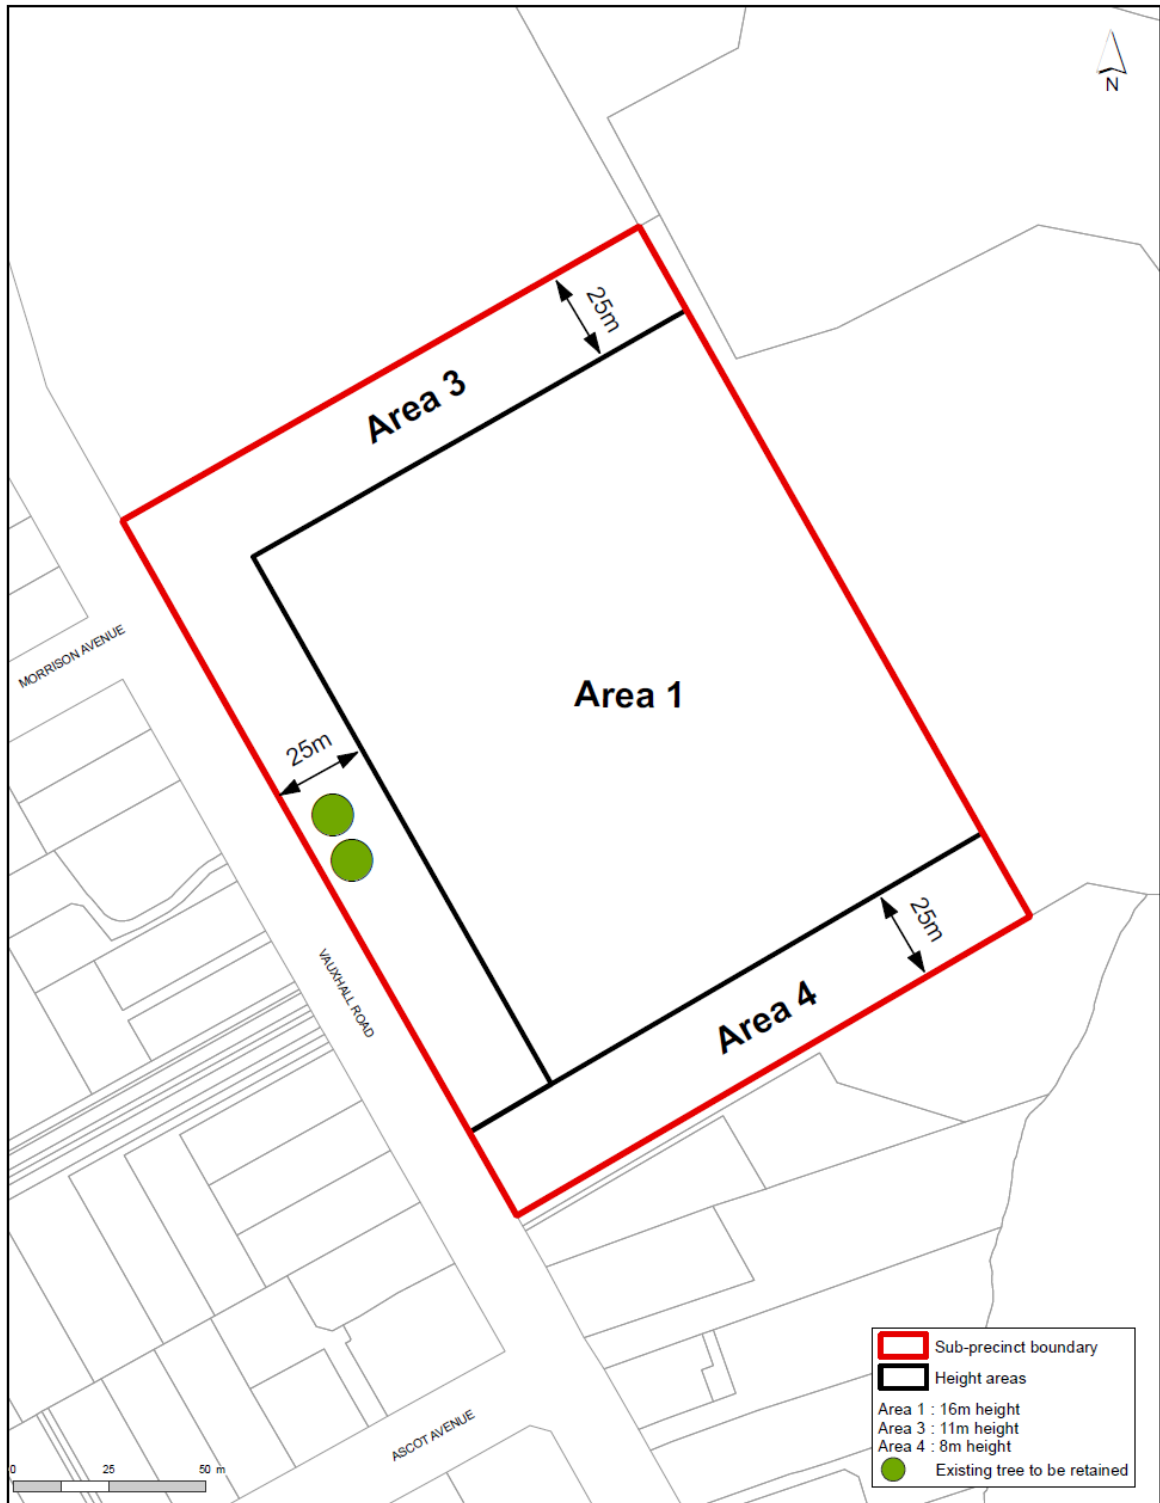 N
25m
Area 3
MORRISON AVENUE
Area 1
25m
25m
VAUXHALL ROAD
Area 4
Sub-precinct boundary
Height areas
Area 1 : 16m height
Area 3 : 11m height
Area 4 : 8m height
Existing tree to be retained
ASCOT AVENUE
0 25 50 m